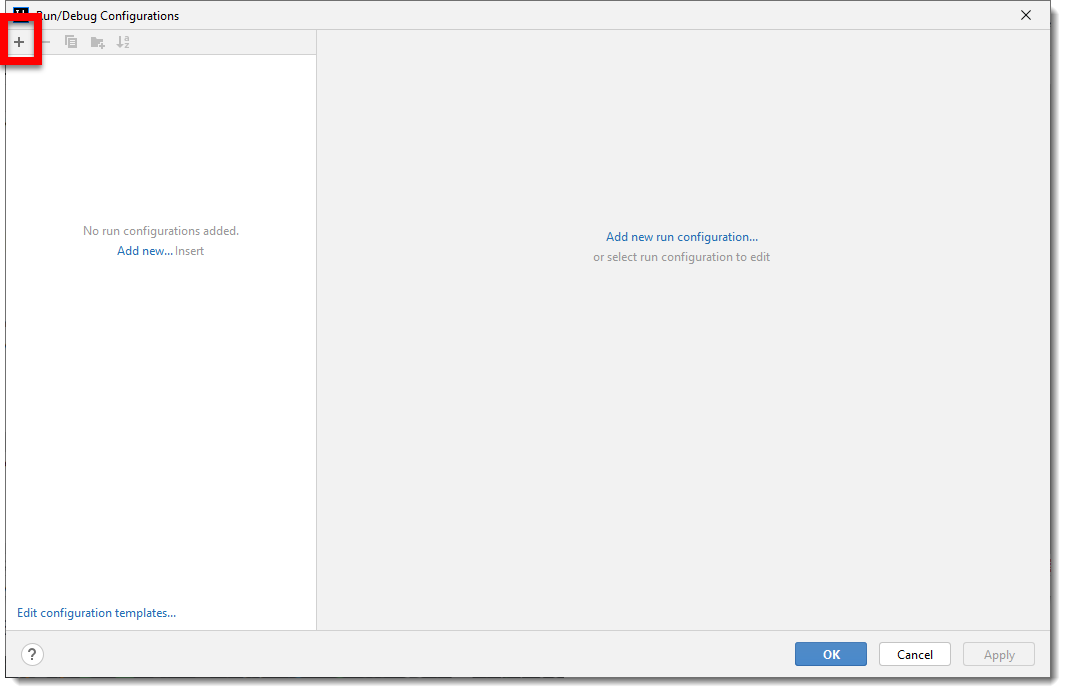 Run/Debug Configurations
No run configurations added.
Add new... Insert
Add new run configuration...
or select run configuration to edit
Edit configuration templates...
?
OK
Cancel
Apply